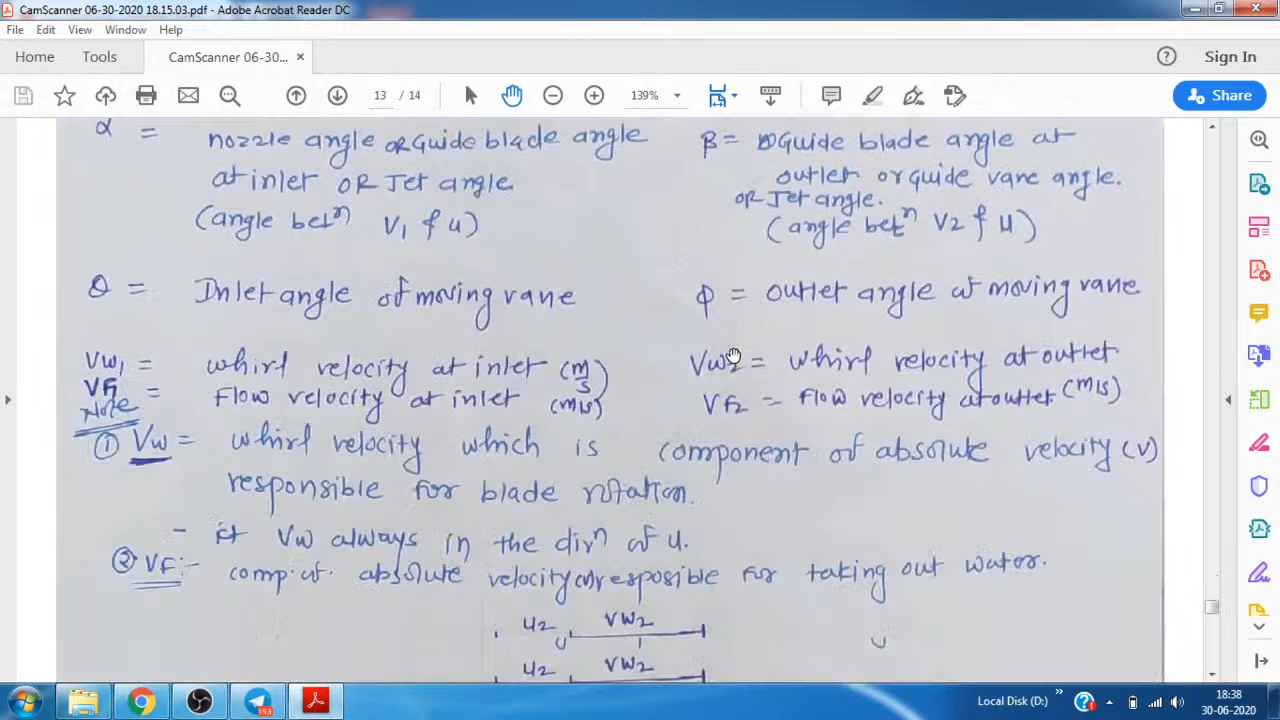 CamScanner 06-30-2020 18.15.03.pdf - Adobe Acrobat Reader DC
File Edit View Window Help
Home Tools CamScanner 06-30... × Sign In
13 / 14 139% Share
α = nozzle angle OR Guide blade angle
at inlet OR Jet angle
(angle betn V1 & u)
β = Guide blade angle at
outlet or guide vane angle.
OR Jet angle.
(angle betn V2 & u)
θ = Inlet angle of moving vane
φ = outlet angle at moving vane
Vw1 = whirl velocity at inlet (m/s)
VF1 = Flow velocity at inlet (m/s)
Vw2 = whirl velocity at outlet
VF2 = Flow velocity at outlet (m/s)
Note
① Vw = whirl velocity which is component of absolute velocity (v)
responsible for blade rotation.
- it Vw always in the dirn of u.
② VF:- comp. of absolute velocity(v) resposible for taking out water.
u2 Vw2
u2 Vw2
193
Local Disk (D:) » 18:38
30-06-2020